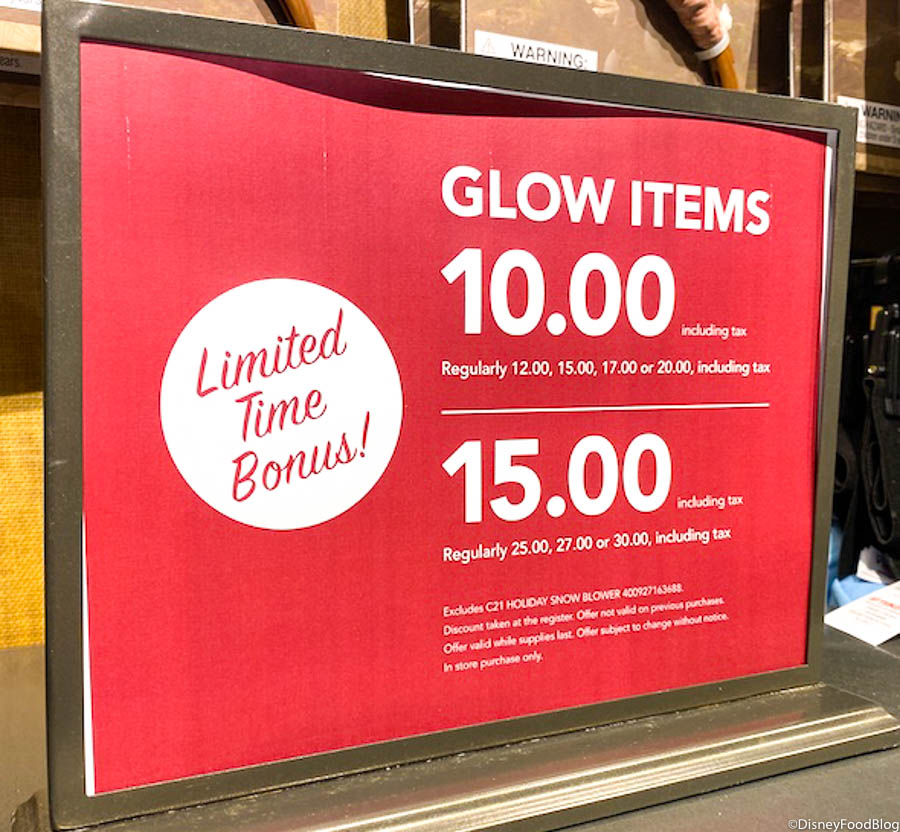 ears.
WARNING:
WARNIN
GLOW ITEMS
10.00 including tax
Regularly 12.00, 15.00, 17.00 or 20.00, including tax
15.00 including tax
Regularly 25.00, 27.00 or 30.00, including tax
Limited
Time
Bonus!
Excludes C21 HOLIDAY SNOW BLOWER 400927163688.
Discount taken at the register. Offer not valid on previous purchases.
Offer valid while supplies last. Offer subject to change without notice.
In store purchase only.
©DisneyFoodBlog